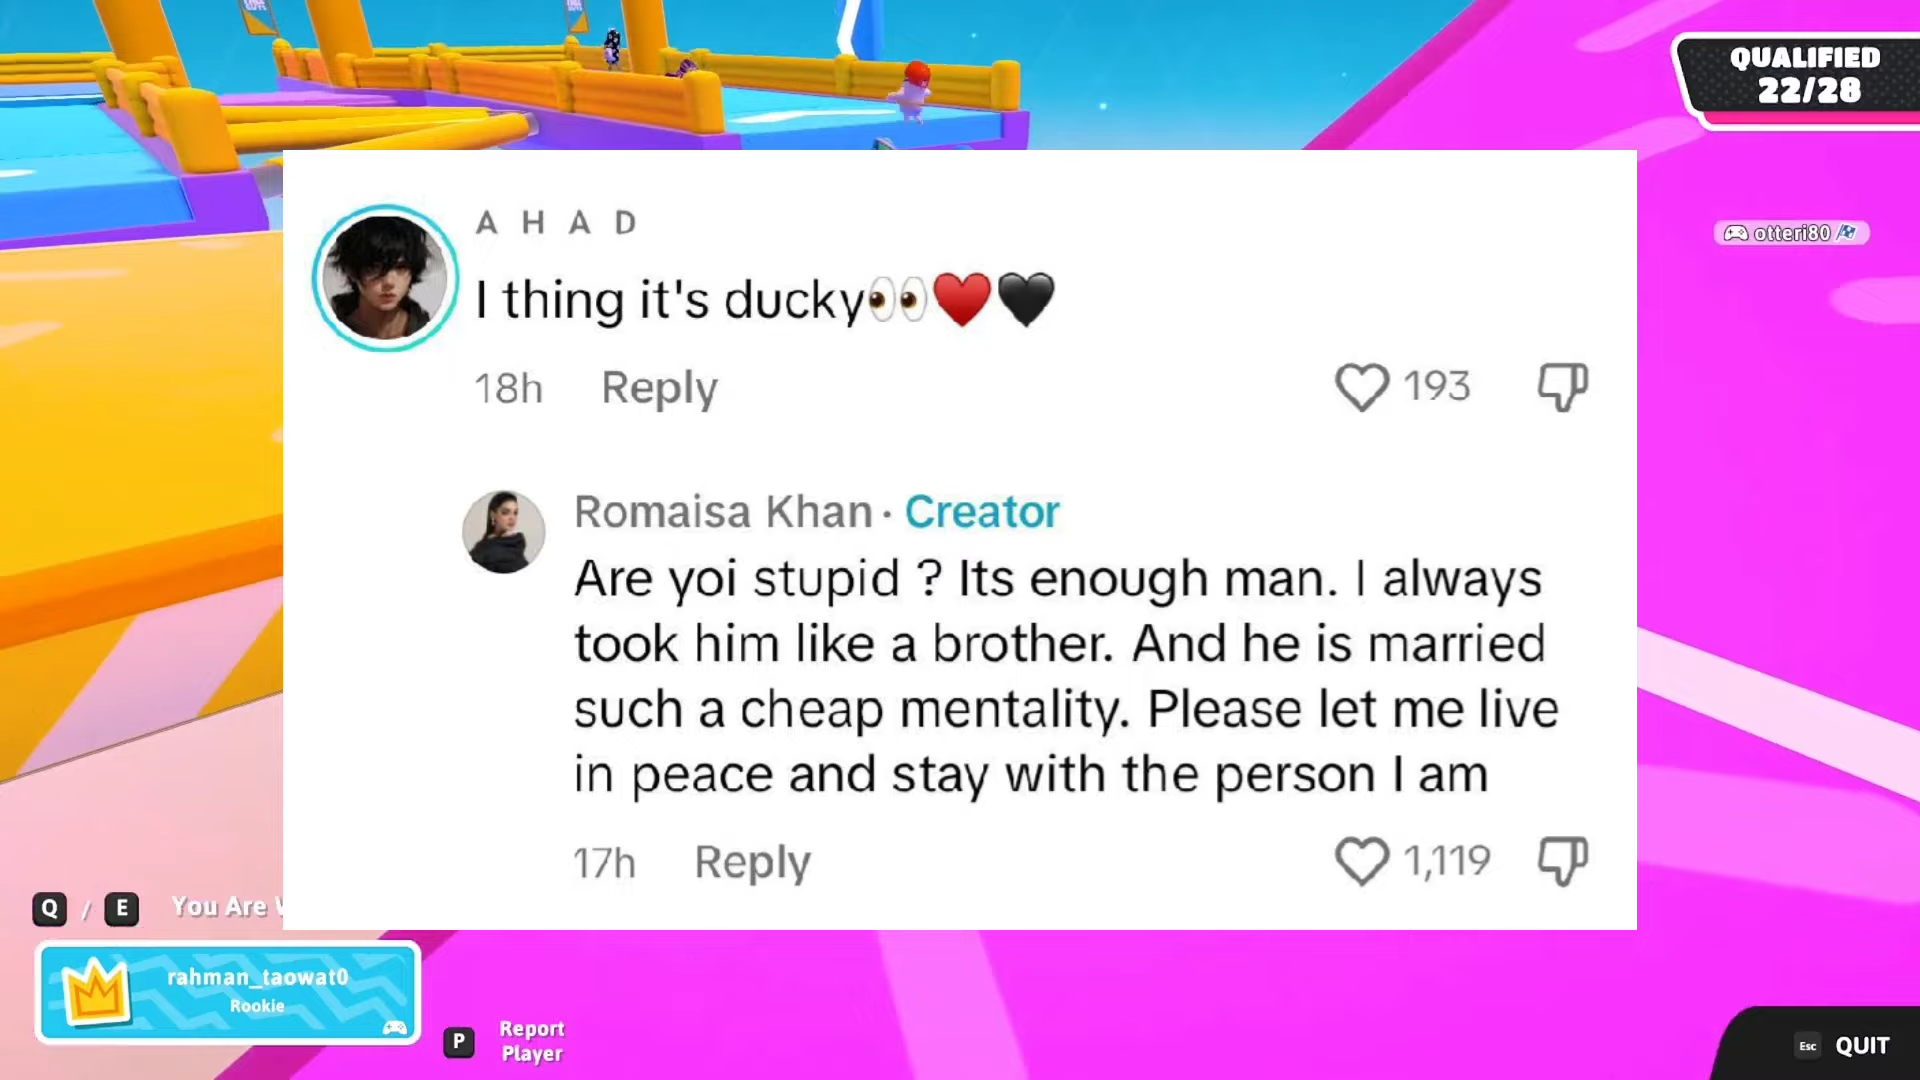 QUALIFIED
22/28
otteri80
A H A D
I thing it's ducky👀❤️🖤
18h Reply 193
Romaisa Khan · Creator
Are yoi stupid ? Its enough man. I always
took him like a brother. And he is married
such a cheap mentality. Please let me live
in peace and stay with the person I am
17h Reply 1,119
Q / E You Are
rahman_taowat0
Rookie
P Report
Player
Esc QUIT